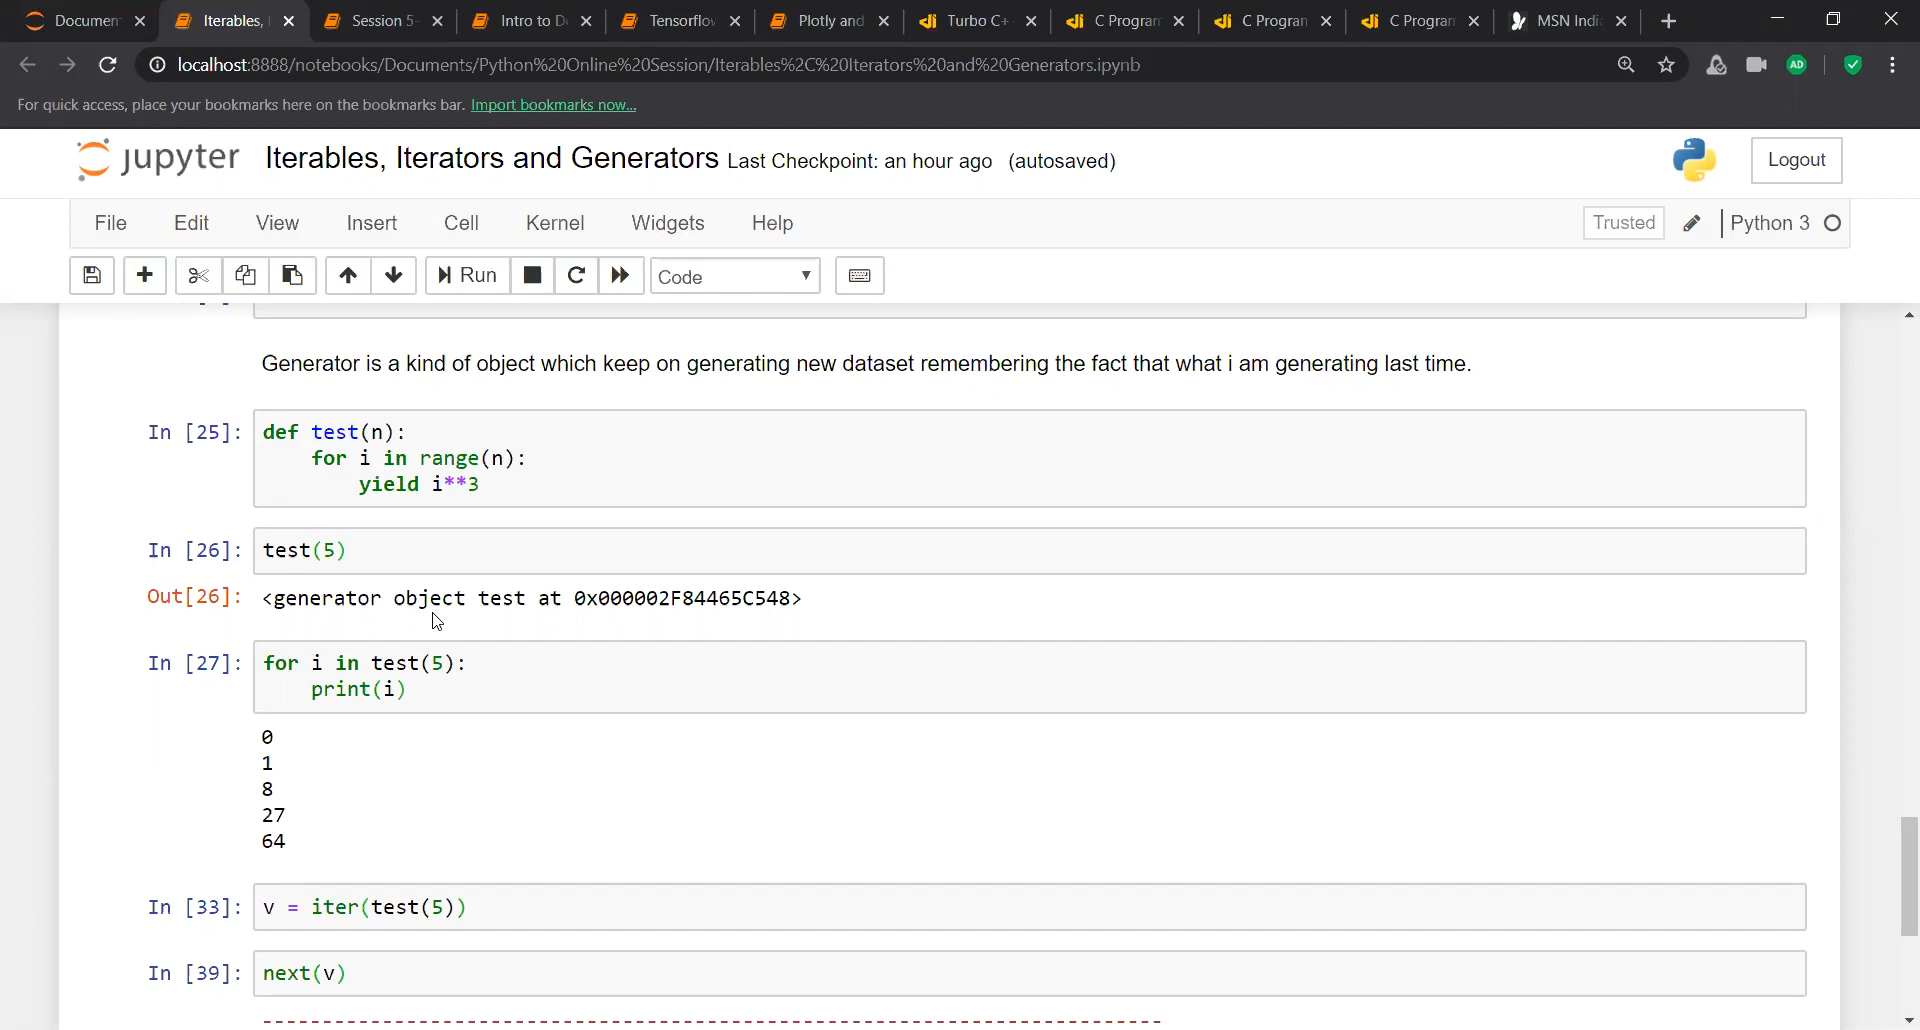 Documen
Iterables, I
Session 5-
Intro to D
Tensorflov
Plotly and
Turbo C+
C Program
C Program
C Program
MSN Indi
localhost:8888/notebooks/Documents/Python%20Online%20Session/Iterables%2C%20Iterators%20and%20Generators.ipynb
AD
For quick access, place your bookmarks here on the bookmarks bar. Import bookmarks now...
jupyter Iterables, Iterators and Generators Last Checkpoint: an hour ago (autosaved)
Logout
File Edit View Insert Cell Kernel Widgets Help
Trusted Python 3
Run Code
Generator is a kind of object which keep on generating new dataset remembering the fact that what i am generating last time.
In [25]: def test(n):
for i in range(n):
yield i**3
In [26]: test(5)
Out[26]: <generator object test at 0x000002F84465C548>
In [27]: for i in test(5):
print(i)
0
1
8
27
64
In [33]: v = iter(test(5))
In [39]: next(v)
---------------------------------------------------------------------------